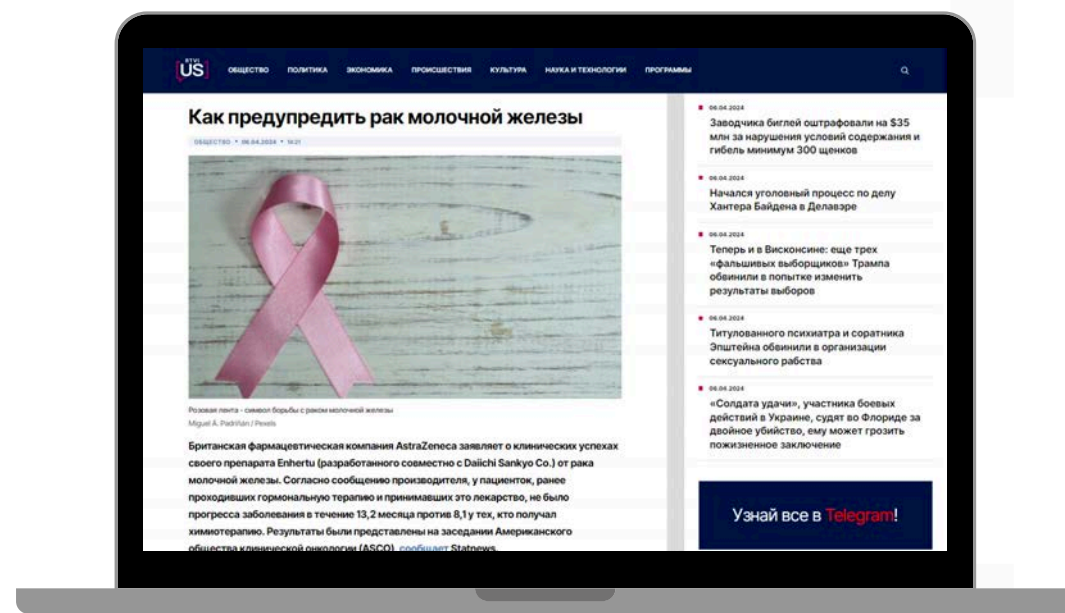 RTVI
US
ОБЩЕСТВО ПОЛИТИКА ЭКОНОМИКА ПРОИСШЕСТВИЯ КУЛЬТУРА НАУКА И ТЕХНОЛОГИИ ПРОГРАММЫ
Как предупредить рак молочной железы
ОБЩЕСТВО • 06.04.2024 •
Розовая лента - символ борьбы с раком молочной железы
Miguel Á. Padriñán / Pexels
Британская фармацевтическая компания AstraZeneca заявляет о клинических успехах
своего препарата Enhertu (разработанного совместно с Daiichi Sankyo Co.) от рака
молочной железы. Согласно сообщению производителя, у пациенток, ранее
проходивших гормональную терапию и принимавших это лекарство, не было
прогресса заболевания в течение 13,2 месяца против 8,1 у тех, кто получал
химиотерапию. Результаты были представлены на заседании Американского
общества клинической онкологии (ASCO), сообщает Statnews.
06.04.2024
Заводчика биглей оштрафовали на $35
млн за нарушения условий содержания и
гибель минимум 300 щенков
06.04.2024
Начался уголовный процесс по делу
Хантера Байдена в Делавэре
06.04.2024
Теперь и в Висконсине: еще трех
«фальшивых выборщиков» Трампа
обвинили в попытке изменить
результаты выборов
06.04.2024
Титулованного психиатра и соратника
Эпштейна обвинили в организации
сексуального рабства
06.04.2024
«Солдата удачи», участника боевых
действий в Украине, судят во Флориде за
двойное убийство, ему может грозить
пожизненное заключение
Узнай все в Telegram!